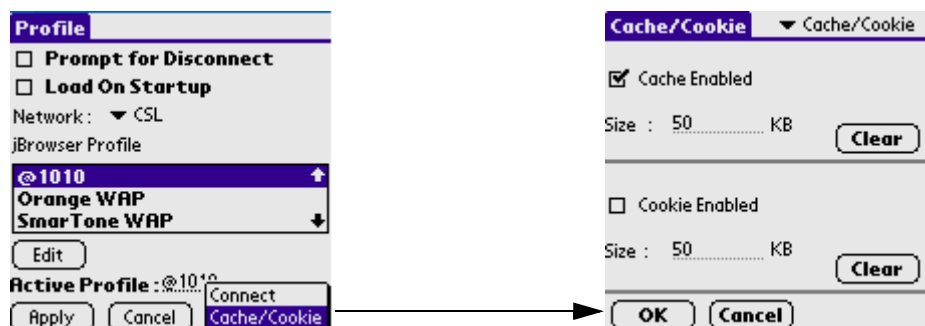 Profile
Prompt for Disconnect
Load On Startup
Network : CSL
jBrowser Profile
@1010
Orange WAP
SmarTone WAP
Edit
Active Profile : @1010
Connect
Apply Cancel Cache/Cookie
Cache/Cookie Cache/Cookie
Cache Enabled
Size : 50 KB
Clear
Cookie Enabled
Size : 50 KB
Clear
OK Cancel